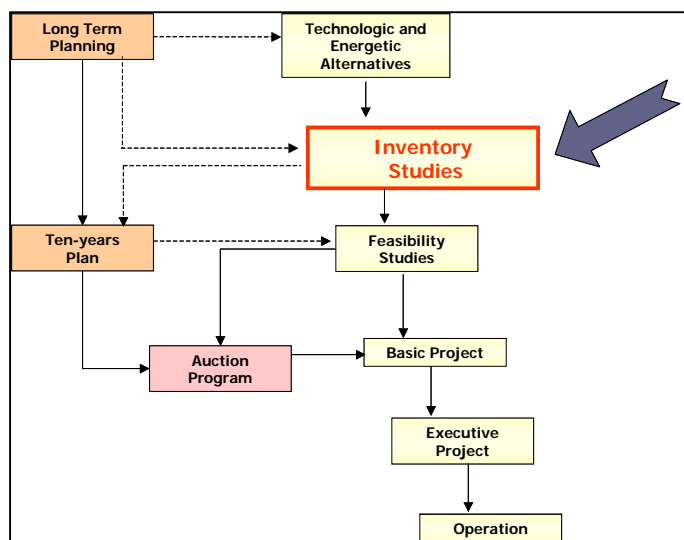 Long Term
Planning
Technologic and
Energetic
Alternatives
Inventory
Studies
Ten-years
Plan
Feasibility
Studies
Auction
Program
Basic Project
Executive
Project
Operation